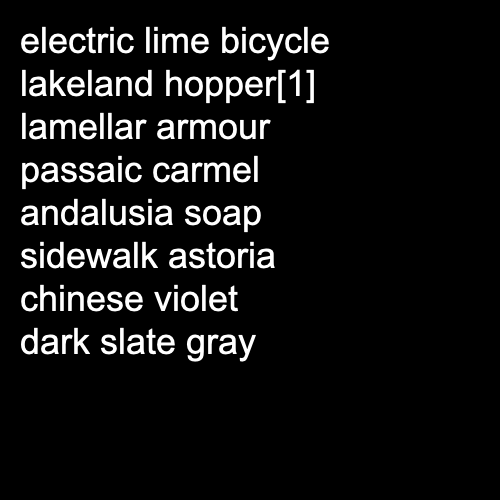 electric lime bicycle
lakeland hopper[1]
lamellar armour
passaic carmel
andalusia soap
sidewalk astoria
chinese violet
dark slate gray